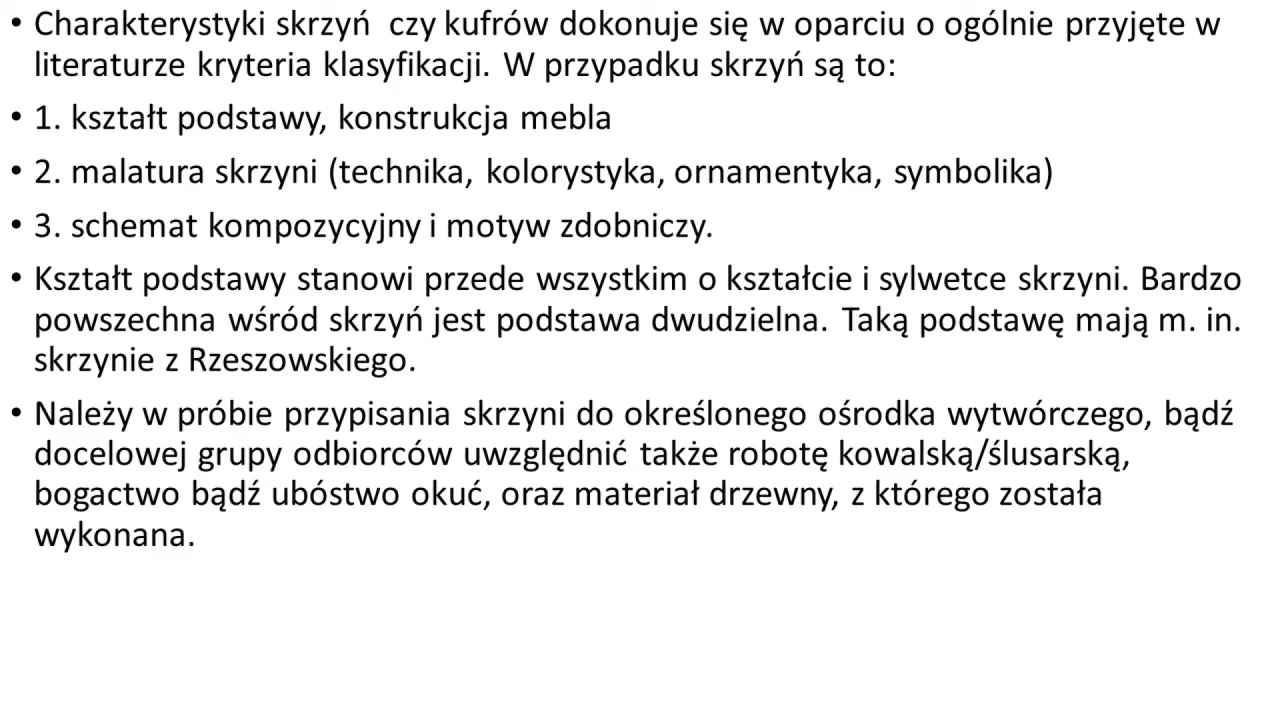 • Charakterystyki skrzyń  czy kufrów dokonuje się w oparciu o ogólnie przyjęte w
literaturze kryteria klasyfikacji. W przypadku skrzyń są to:
• 1. kształt podstawy, konstrukcja mebla
• 2. malatura skrzyni (technika, kolorystyka, ornamentyka, symbolika)
• 3. schemat kompozycyjny i motyw zdobniczy.
• Kształt podstawy stanowi przede wszystkim o kształcie i sylwetce skrzyni. Bardzo
powszechna wśród skrzyń jest podstawa dwudzielna.  Taką podstawę mają m. in.
skrzynie z Rzeszowskiego.
• Należy w próbie przypisania skrzyni do określonego ośrodka wytwórczego, bądź
docelowej grupy odbiorców uwzględnić także robotę kowalską/ślusarską,
bogactwo bądź ubóstwo okuć, oraz materiał drzewny, z którego została
wykonana.